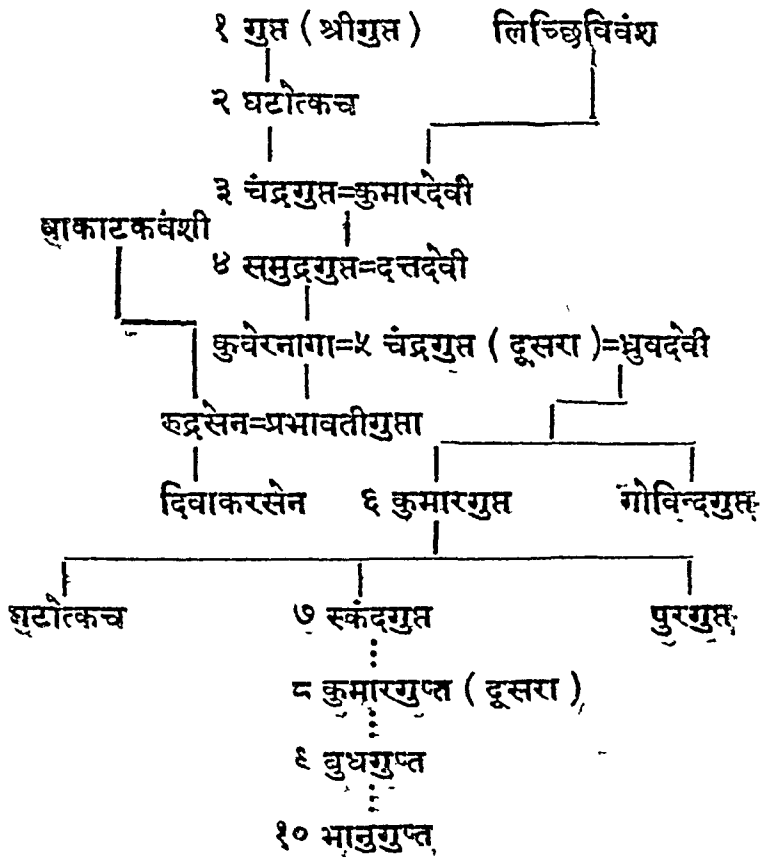 १ गुप्त ( श्रीगुप्त ) लिच्छिविवंश
२ घटोत्कच
३ चंद्रगुप्त=कुमारदेवी
वाकाटकवंशी
४ समुद्रगुप्त=दत्तदेवी
कुवेरनागा=५ चंद्रगुप्त ( दूसरा )=ध्रुवदेवी
रुद्रसेन=प्रभावतीगुप्ता
दिवाकरसेन ६ कुमारगुप्त गोविन्दगुप्त
घटोत्कच ७ स्कंदगुप्त पुरगुप्त
८ कुमारगुप्त ( दूसरा )
९ वुधगुप्त
१० भानुगुप्त